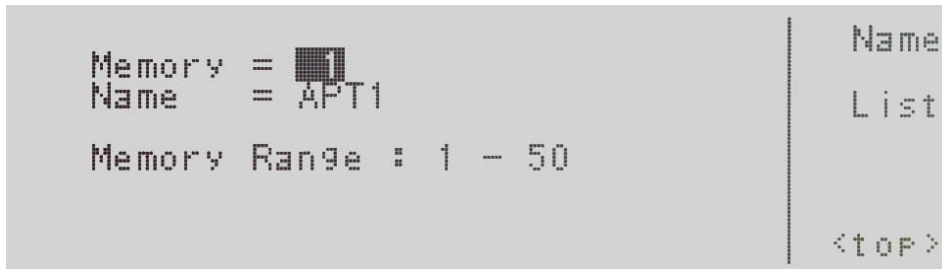 Memory = 1
Name = APT1
Memory Range : 1 - 50
Name
List
<top>